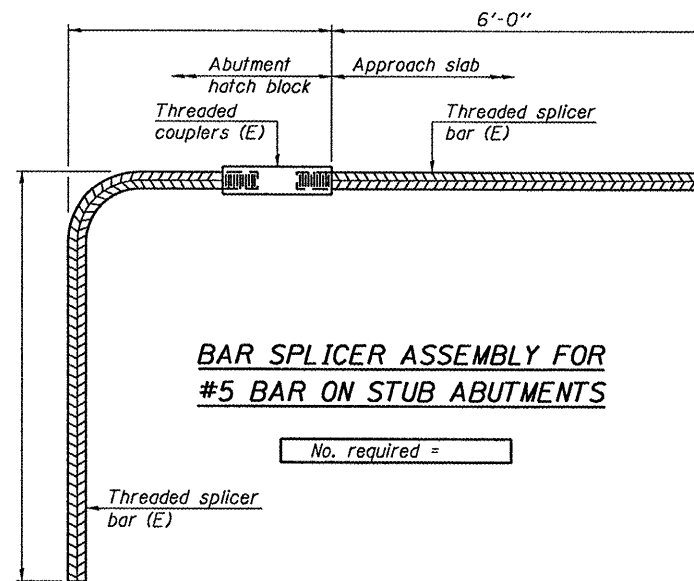 6'-0"
Abutment
hatch block
Approach slab
Threaded
couplers (E)
Threaded splicer
bar (E)
BAR SPLICER ASSEMBLY FOR
#5 BAR ON STUB ABUTMENTS
No. required =
Threaded splicer
bar (E)